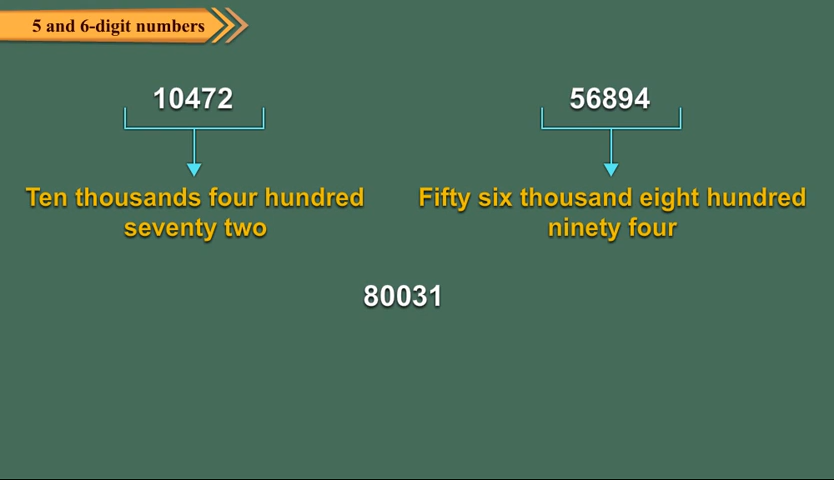 5 and 6-digit numbers
10472 56894
Ten thousands four hundred
seventy two
Fifty six thousand eight hundred
ninety four
80031